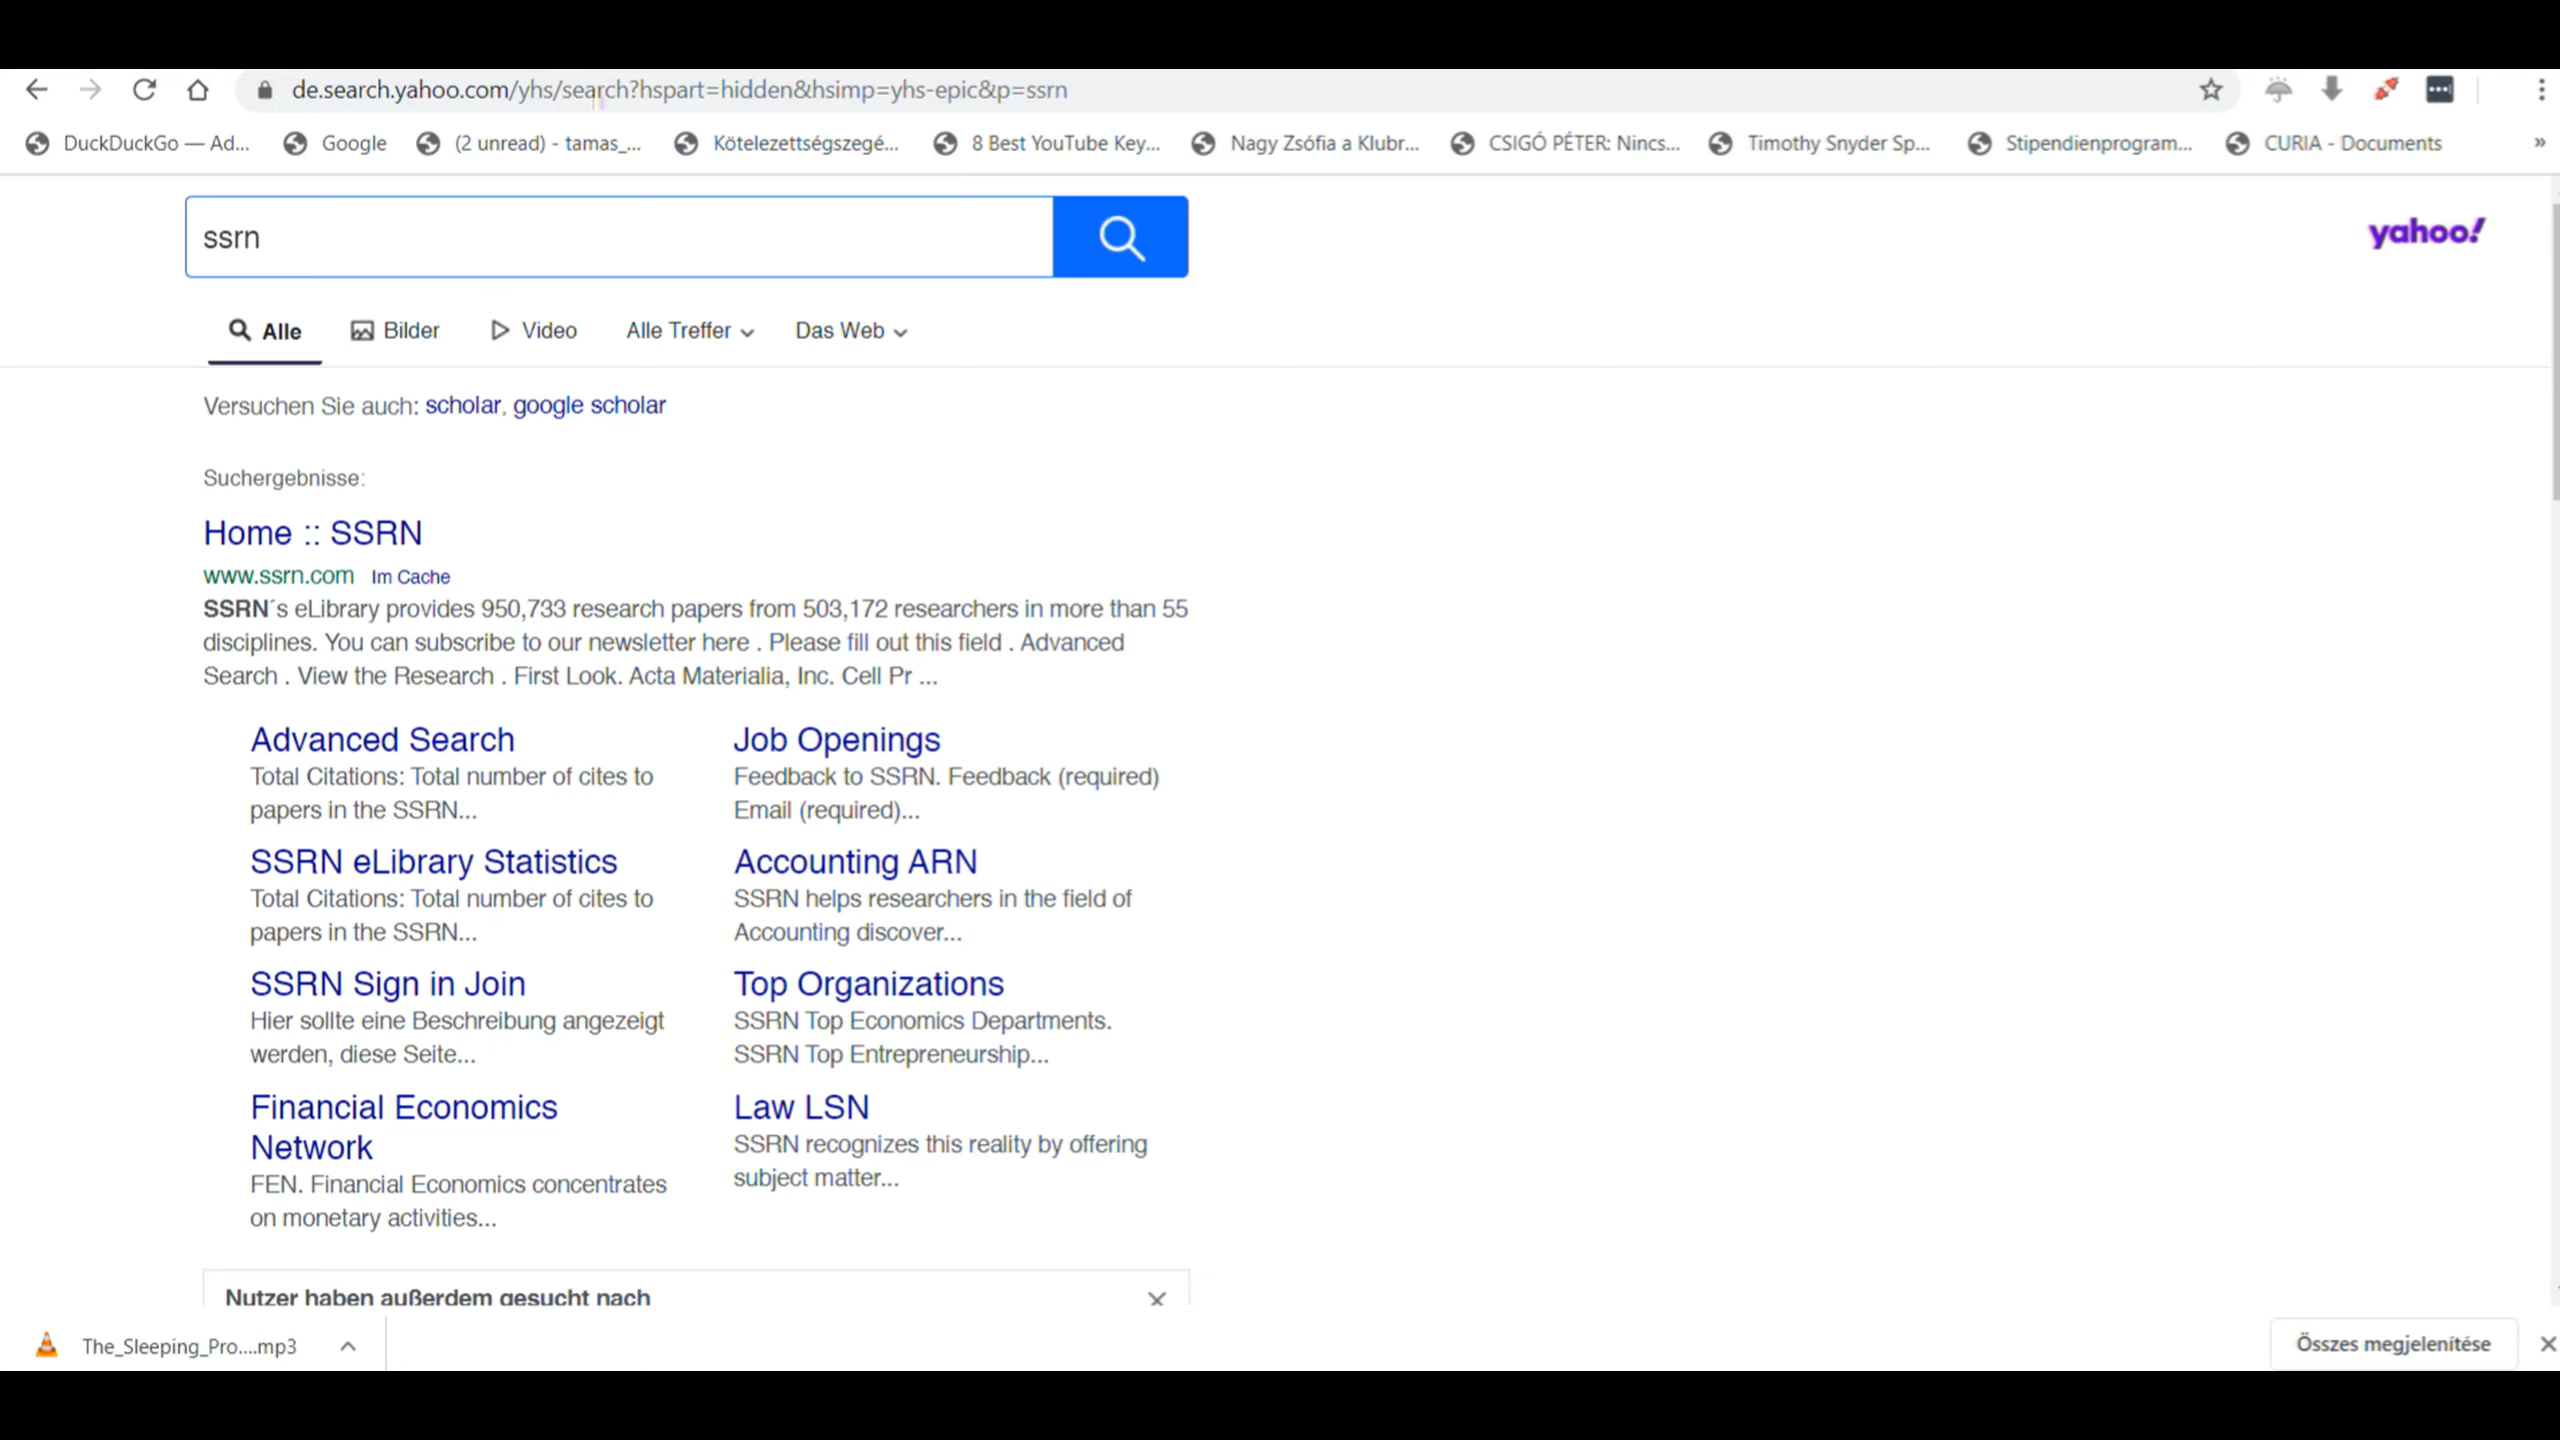 de.search.yahoo.com/yhs/search?hspart=hidden&hsimp=yhs-epic&p=ssrn
DuckDuckGo — Ad... Google (2 unread) - tamas_... Kötelezettségszegé... 8 Best YouTube Key... Nagy Zsófia a Klubr... CSIGÓ PÉTER: Nincs... Timothy Snyder Sp... Stipendienprogram... CURIA - Documents »
ssrn
yahoo!
Alle Bilder Video Alle Treffer Das Web
Versuchen Sie auch: scholar, google scholar
Suchergebnisse:
Home :: SSRN
www.ssrn.com Im Cache
SSRN´s eLibrary provides 950,733 research papers from 503,172 researchers in more than 55
disciplines. You can subscribe to our newsletter here . Please fill out this field . Advanced
Search . View the Research . First Look. Acta Materialia, Inc. Cell Pr ...
Advanced Search
Total Citations: Total number of cites to
papers in the SSRN...
Job Openings
Feedback to SSRN. Feedback (required)
Email (required)...
SSRN eLibrary Statistics
Total Citations: Total number of cites to
papers in the SSRN...
Accounting ARN
SSRN helps researchers in the field of
Accounting discover...
SSRN Sign in Join
Hier sollte eine Beschreibung angezeigt
werden, diese Seite...
Top Organizations
SSRN Top Economics Departments.
SSRN Top Entrepreneurship...
Financial Economics
Network
FEN. Financial Economics concentrates
on monetary activities...
Law LSN
SSRN recognizes this reality by offering
subject matter...
Nutzer haben außerdem gesucht nach
The_Sleeping_Pro....mp3
Összes megjelenítése